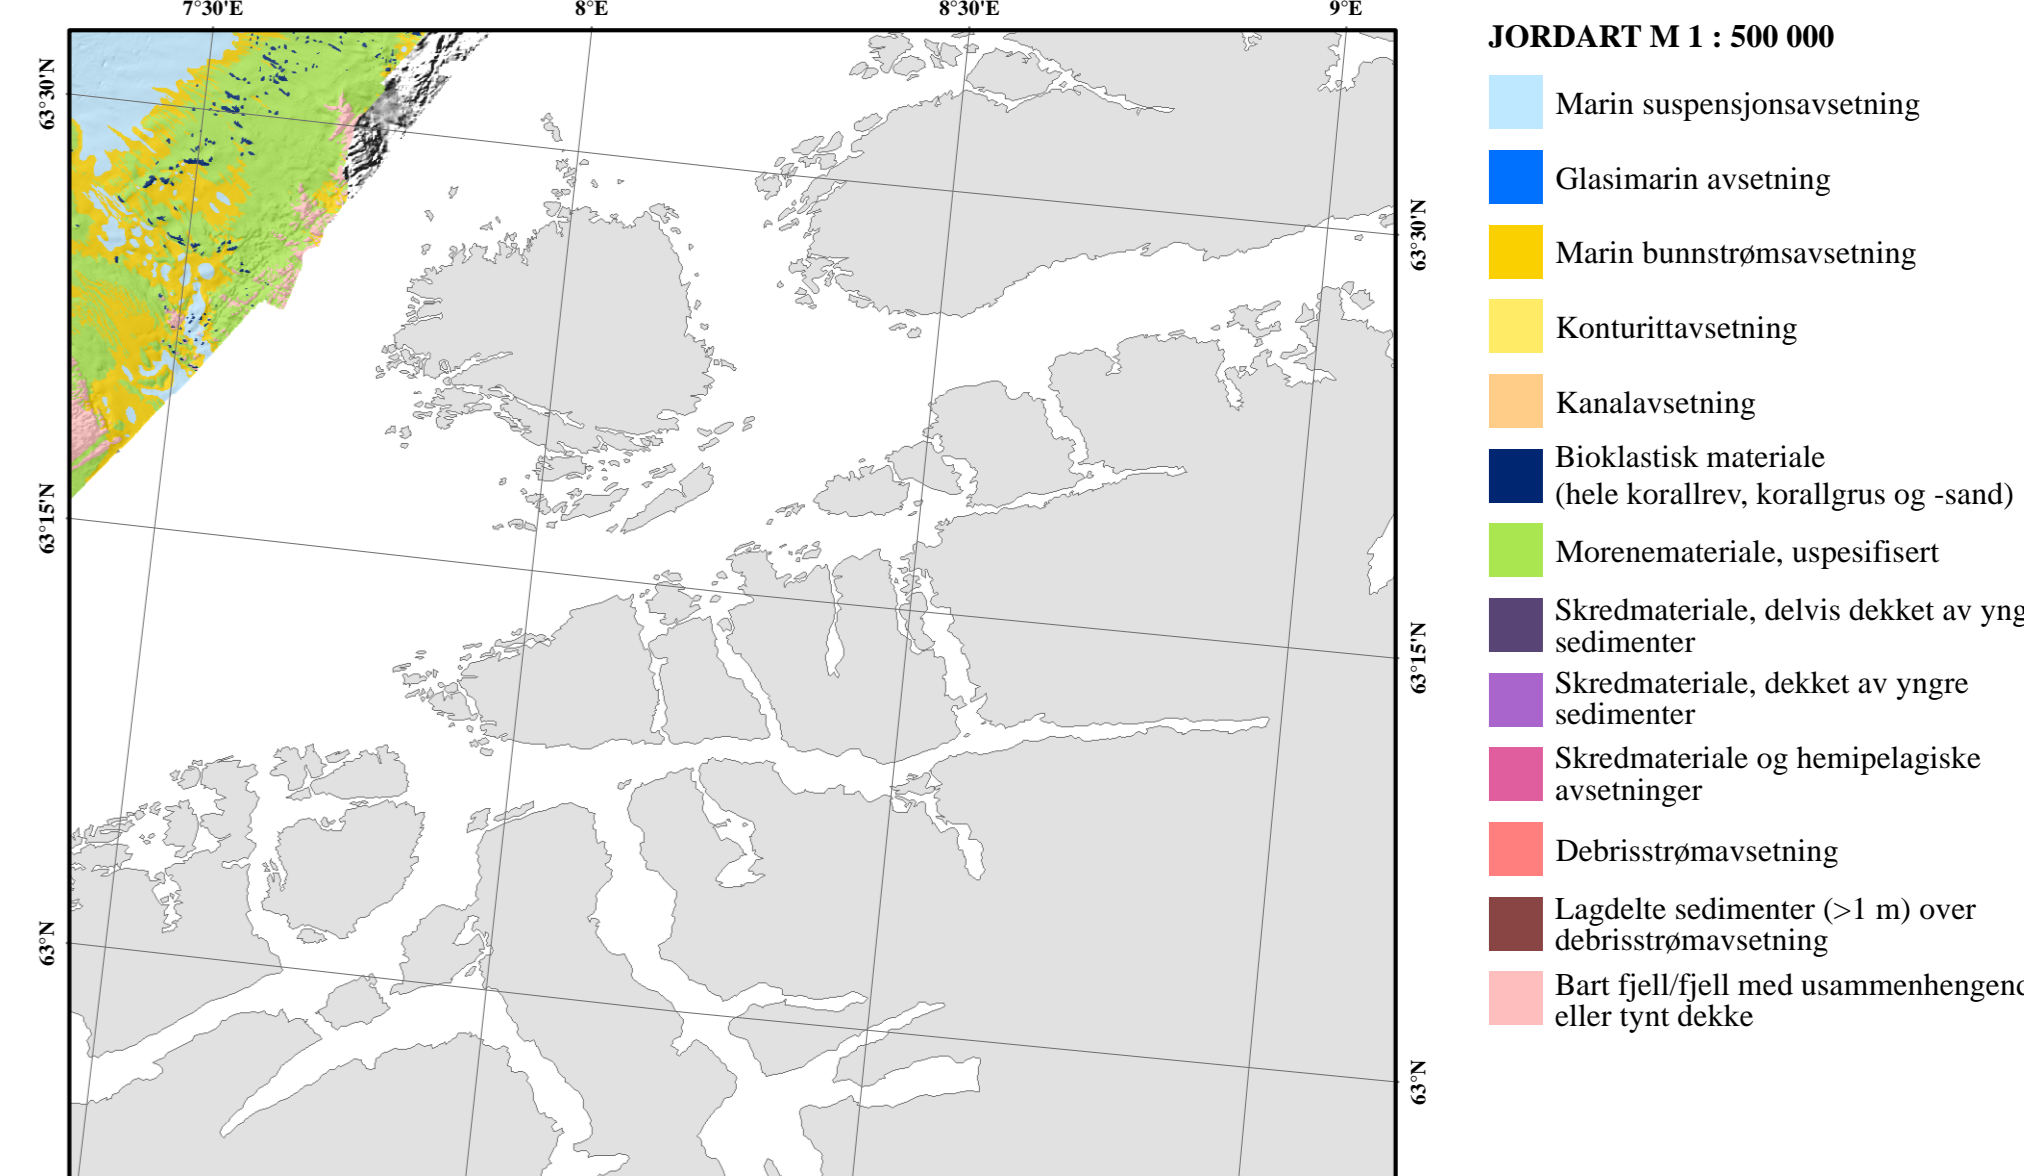 7°30'E
8°E
8°30'E
9°E
63°30'N
63°15'N
63°N
63°30'N
63°15'N
63°N
JORDART M 1 : 500 000
Marin suspensjonsavsetning
Glasimarin avsetning
Marin bunnstrømsavsetning
Konturittavsetning
Kanalavsetning
Bioklastisk materiale
(hele korallrev, korallgrus og -sand)
Morenemateriale, uspesifisert
Skredmateriale, delvis dekket av yng
sedimenter
Skredmateriale, dekket av yngre
sedimenter
Skredmateriale og hemipelagiske
avsetninger
Debrisstrømavsetning
Lagdelte sedimenter (>1 m) over
debrisstrømavsetning
Bart fjell/fjell med usammenhengend
eller tynt dekke